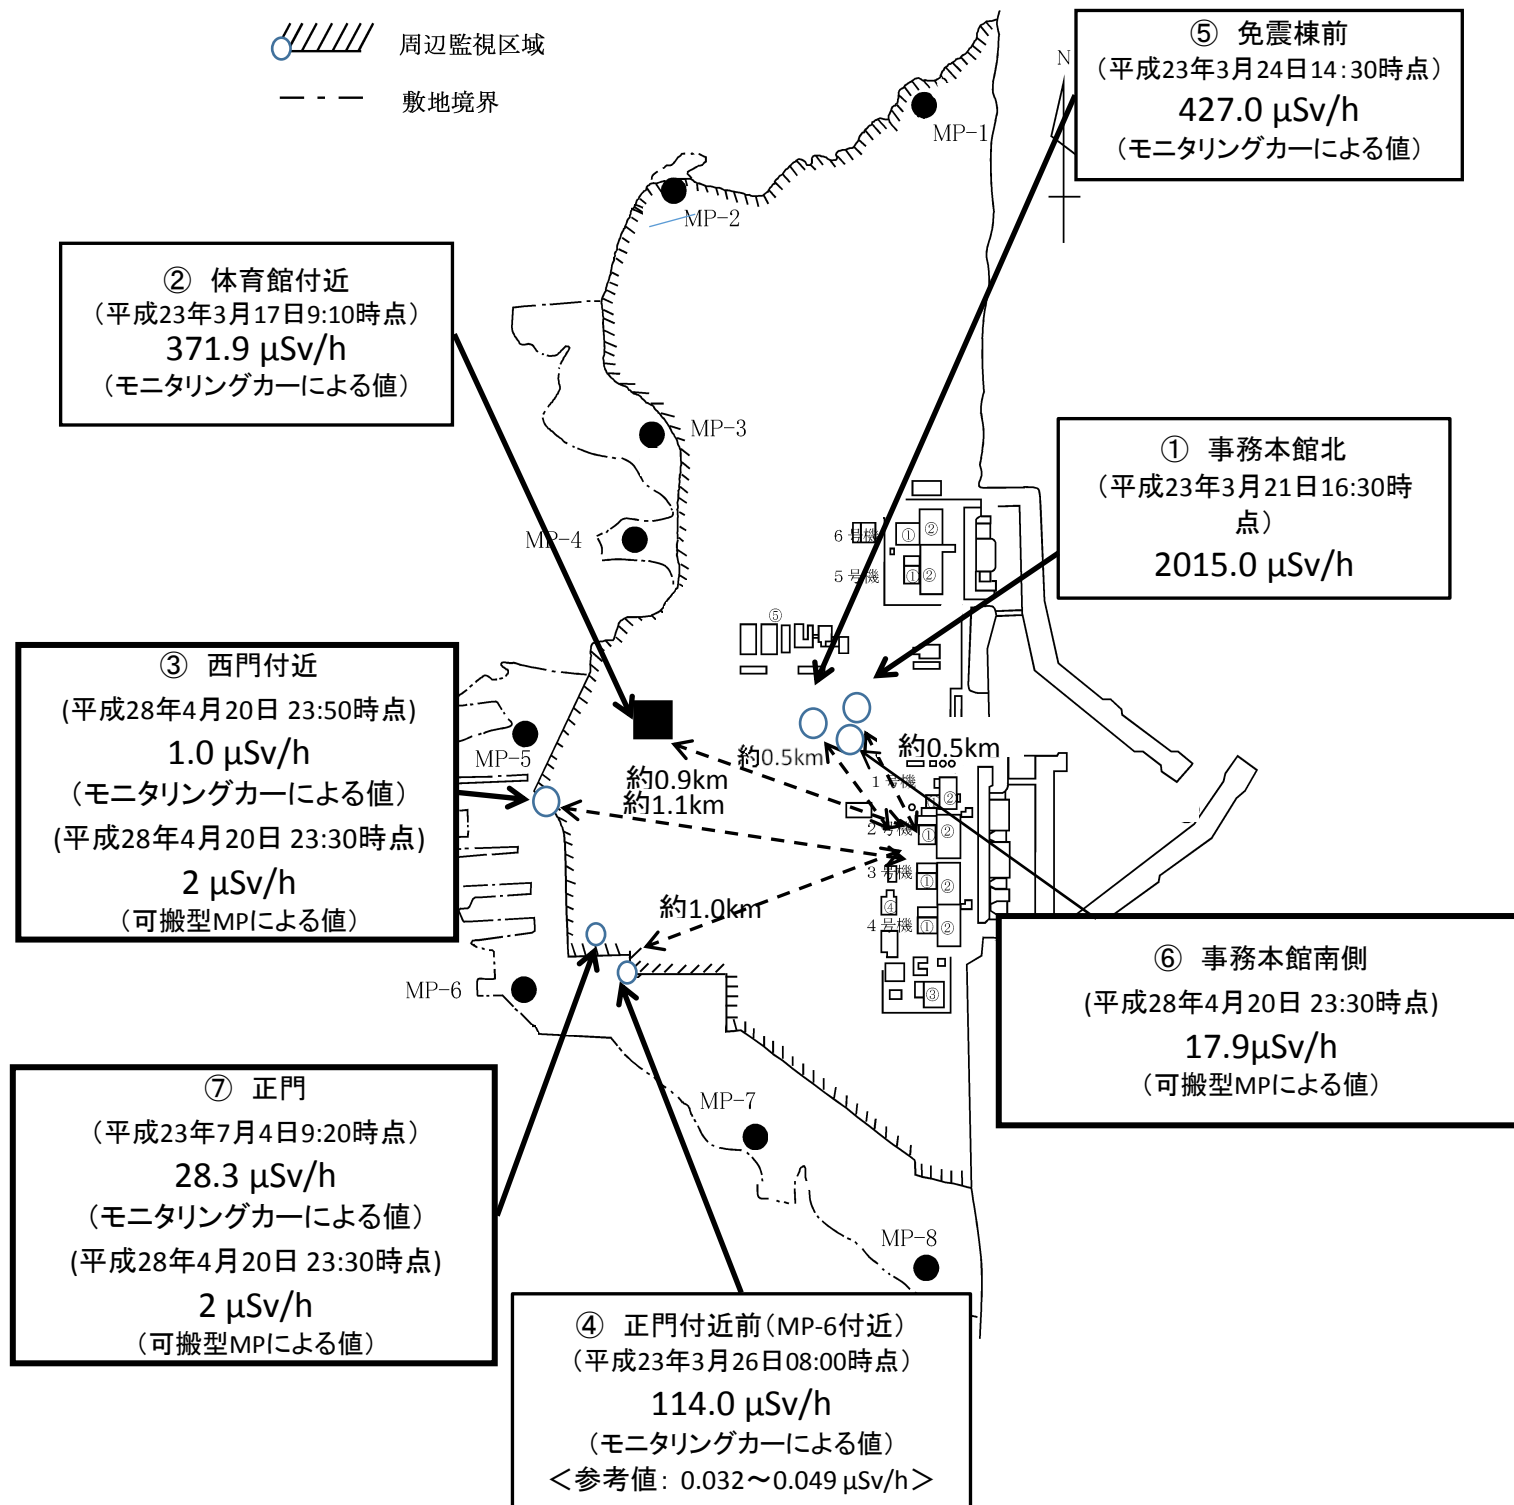 周辺監視区域
敷地境界
⑤ 免震棟前
（平成23年3月24日14:30時点）
427.0 μSv/h
（モニタリングカーによる値）
N
MP-1
MP-2
② 体育館付近
（平成23年3月17日9:10時点）
371.9 μSv/h
（モニタリングカーによる値）
MP-3
① 事務本館北
（平成23年3月21日16:30時
点）
2015.0 μSv/h
MP-4
6号機
① ②
5号機
① ②
⑤
③ 西門付近
(平成28年4月20日 23:50時点)
1.0 μSv/h
（モニタリングカーによる値）
(平成28年4月20日 23:30時点)
2 μSv/h
（可搬型MPによる値）
MP-5
約0.5km
約0.5km
約0.9km
約1.1km
1号機
① ②
2号機
① ②
3号機
① ②
④
4号機
① ②
③
約1.0km
MP-6
⑥ 事務本館南側
(平成28年4月20日 23:30時点)
17.9μSv/h
（可搬型MPによる値）
⑦ 正門
（平成23年7月4日9:20時点）
28.3 μSv/h
（モニタリングカーによる値）
(平成28年4月20日 23:30時点)
2 μSv/h
（可搬型MPによる値）
MP-7
MP-8
④ 正門付近前（MP-6付近）
（平成23年3月26日08:00時点）
114.0 μSv/h
（モニタリングカーによる値）
＜参考値： 0.032～0.049 μSv/h＞